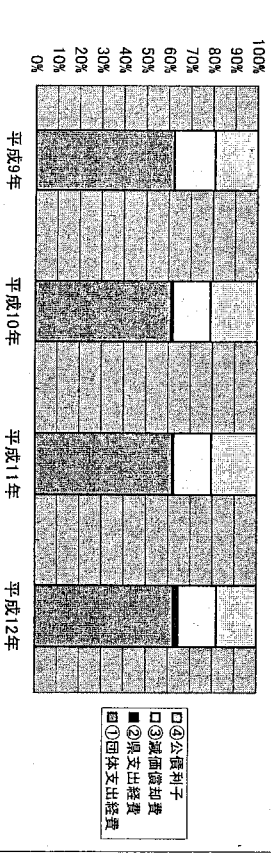 100%
90%
80%
70%
60%
50%
40%
30%
20%
10%
0%
平成9年
平成10年
平成11年
平成12年
④公債利子
③減価償却費
②県支出経費
①団体支出経費